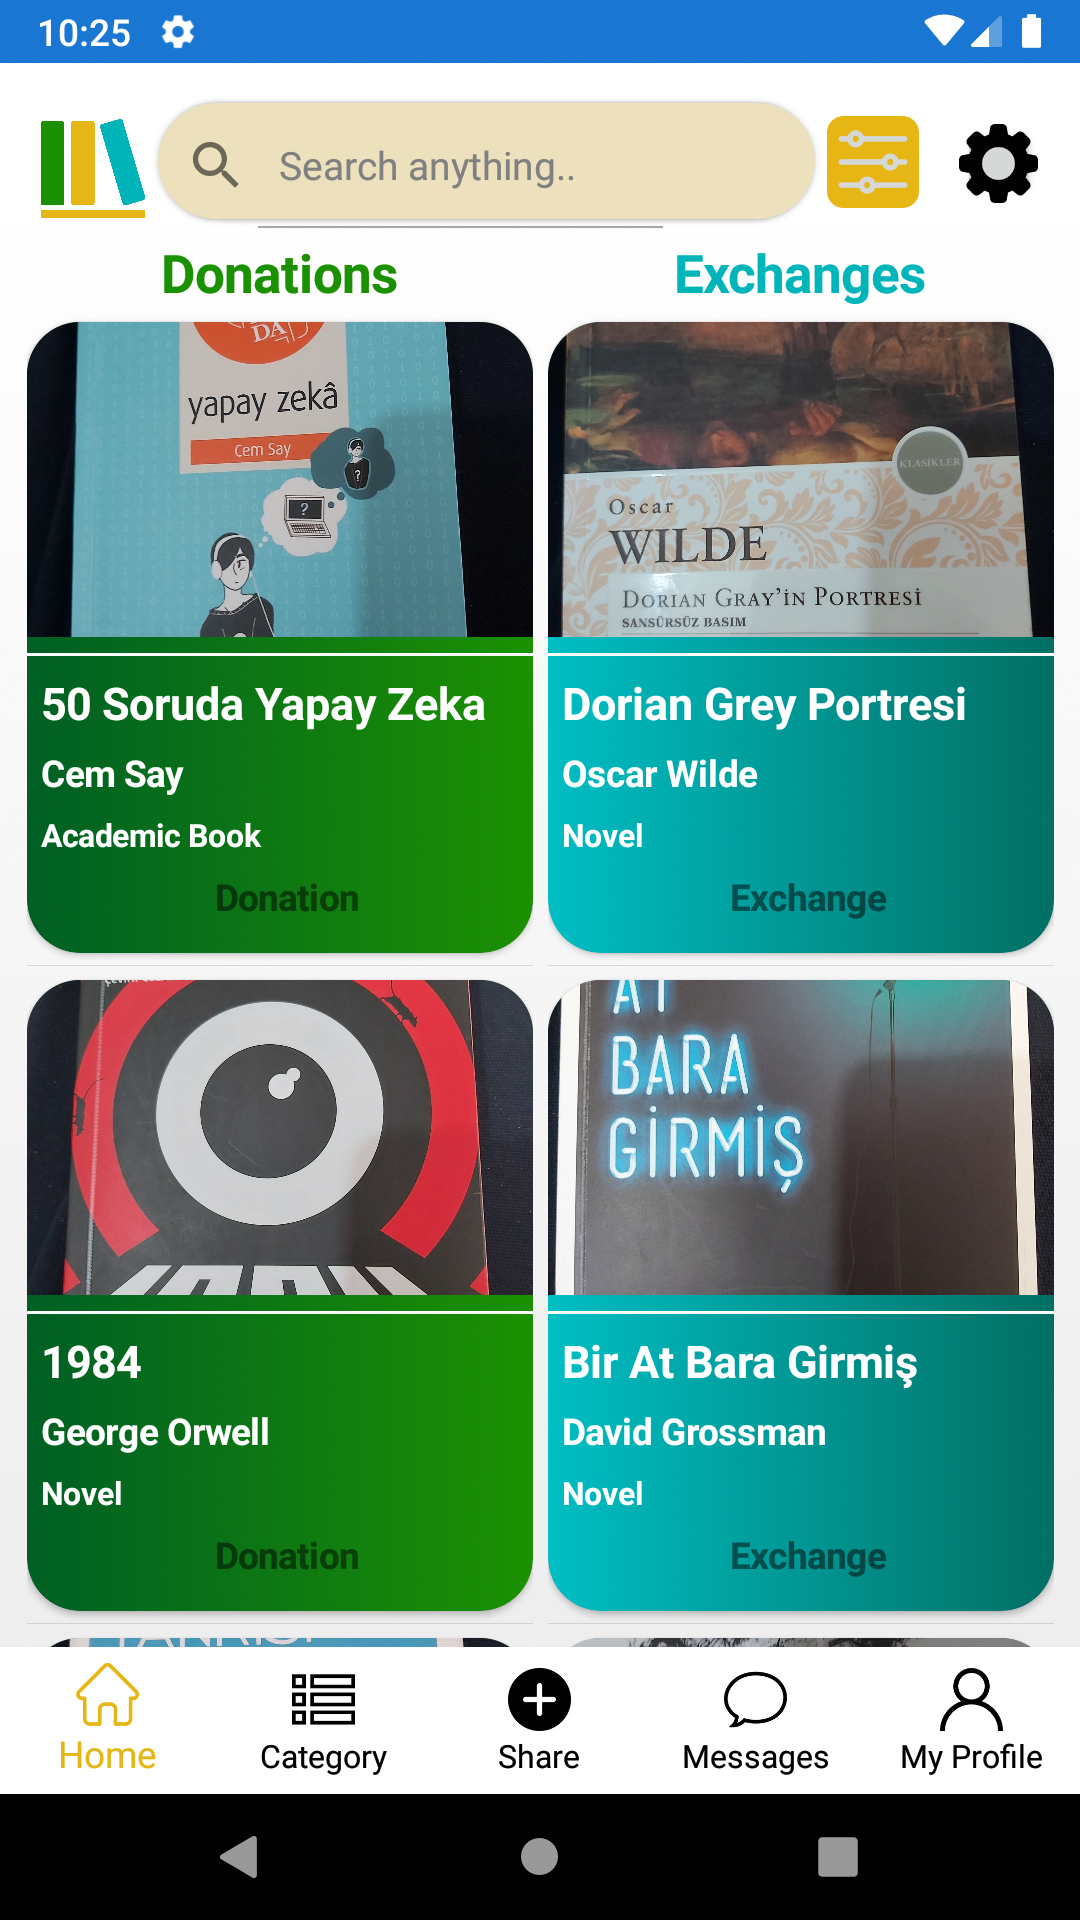 10:25
Search anything..
Donations
Exchanges
DA
yapay zekâ
Cem Say
?
?
KLASİKLER
Oscar
WILDE
DORIAN GRAY'İN PORTRESİ
SANSÜRSÜZ BASIM
50 Soruda Yapay Zeka
Cem Say
Academic Book
Donation
Dorian Grey Portresi
Oscar Wilde
Novel
Exchange
AT
BARA
GİRMİŞ
1984
George Orwell
Novel
Donation
Bir At Bara Girmiş
David Grossman
Novel
Exchange
Home
Category
Share
Messages
My Profile